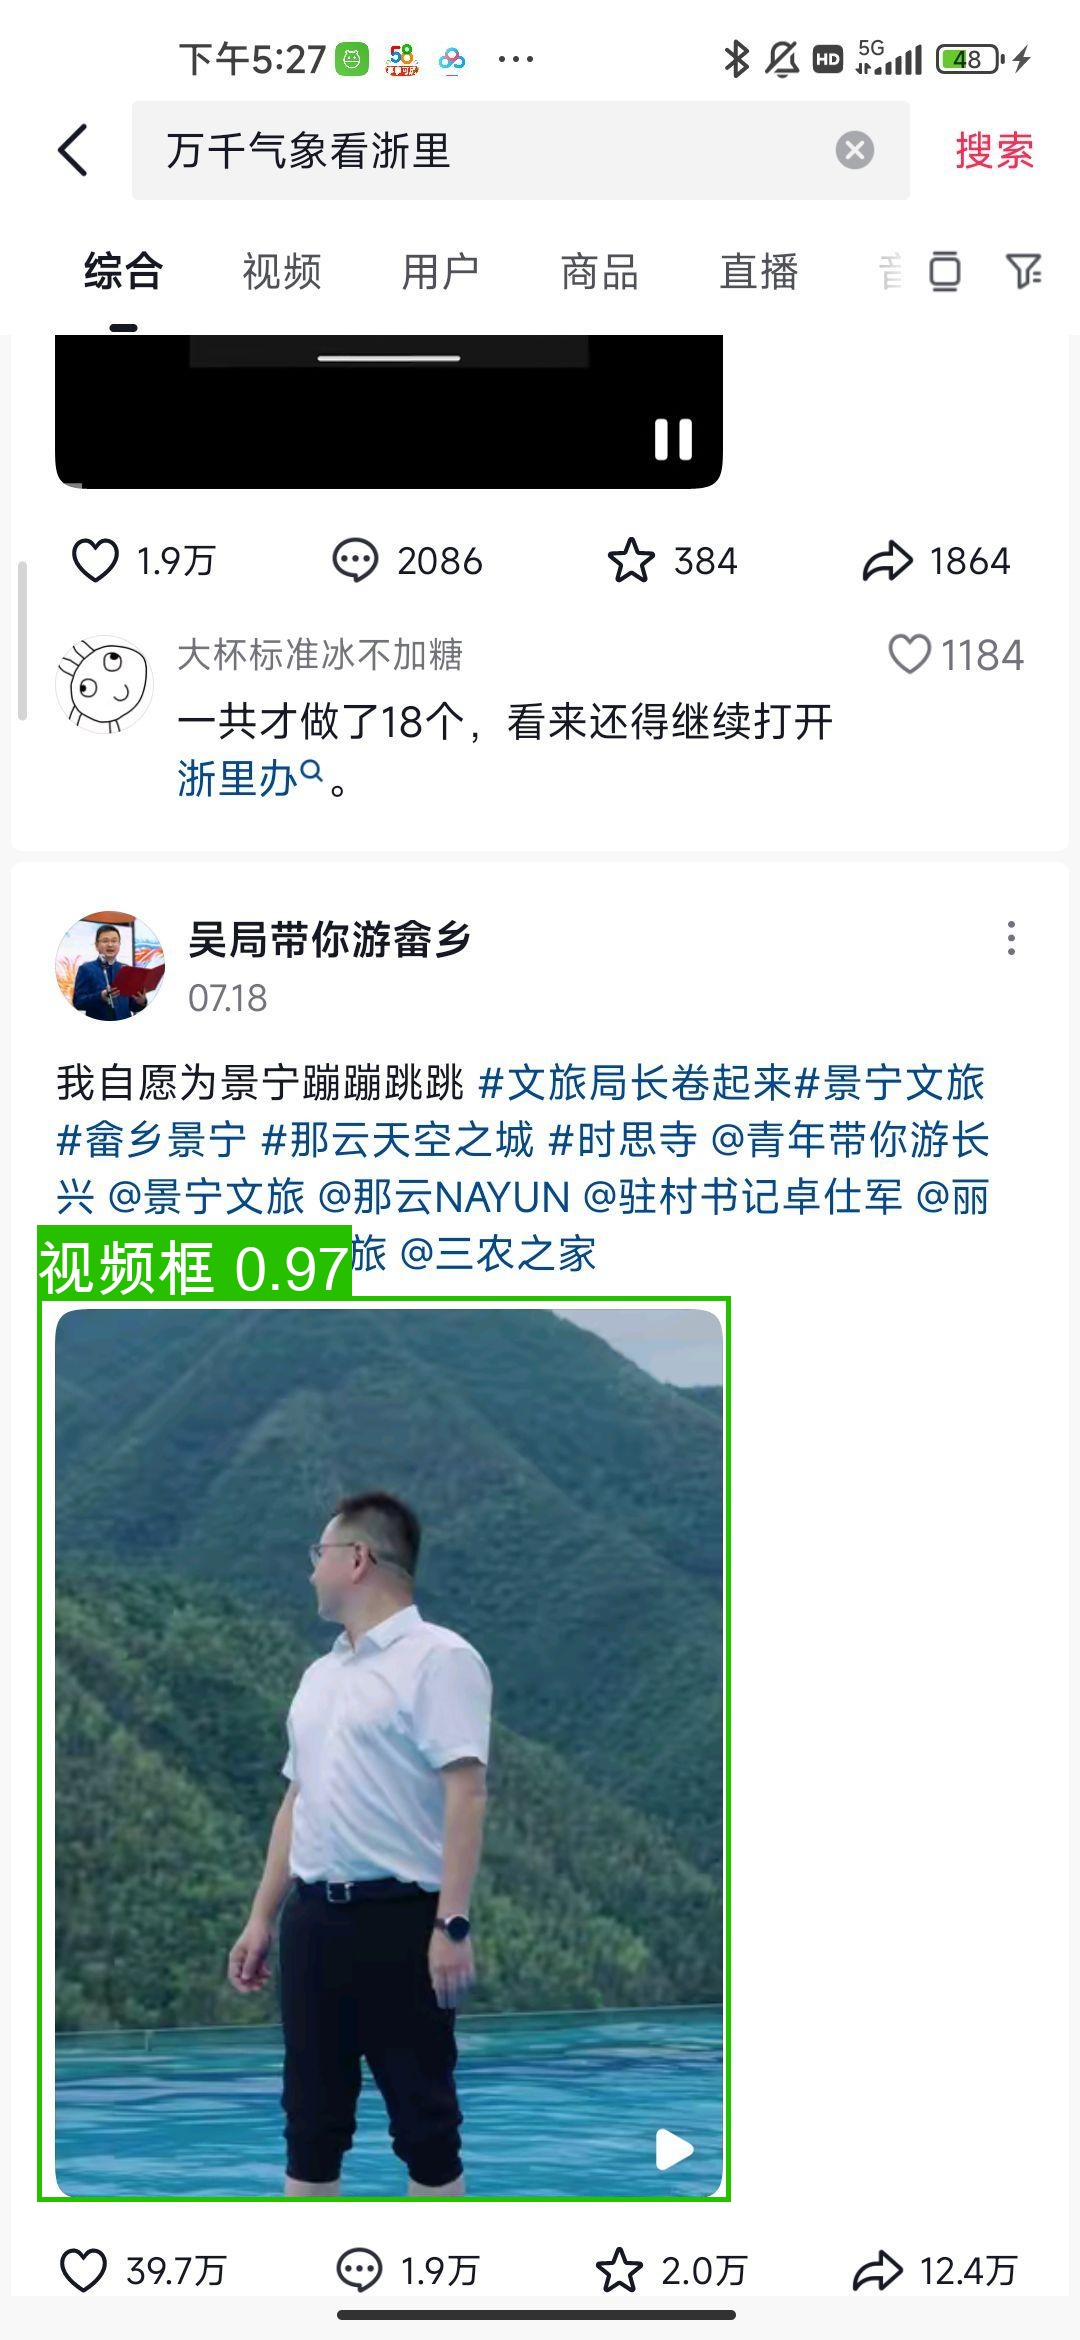 下午5:27
58
HD
5G
48
万千气象看浙里
搜索
综合
视频
用户
商品
直播
1.9万
2086
384
1864
大杯标准冰不加糖
1184
一共才做了18个，看来还得继续打开
浙里办。
吴局带你游畲乡
07.18
我自愿为景宁蹦蹦跳跳 #文旅局长卷起来#景宁文旅
#畲乡景宁 #那云天空之城 #时思寺 @青年带你游长
兴 @景宁文旅 @那云NAYUN @驻村书记卓仕军 @丽
旅 @三农之家
视频框 0.97
39.7万
1.9万
2.0万
12.4万